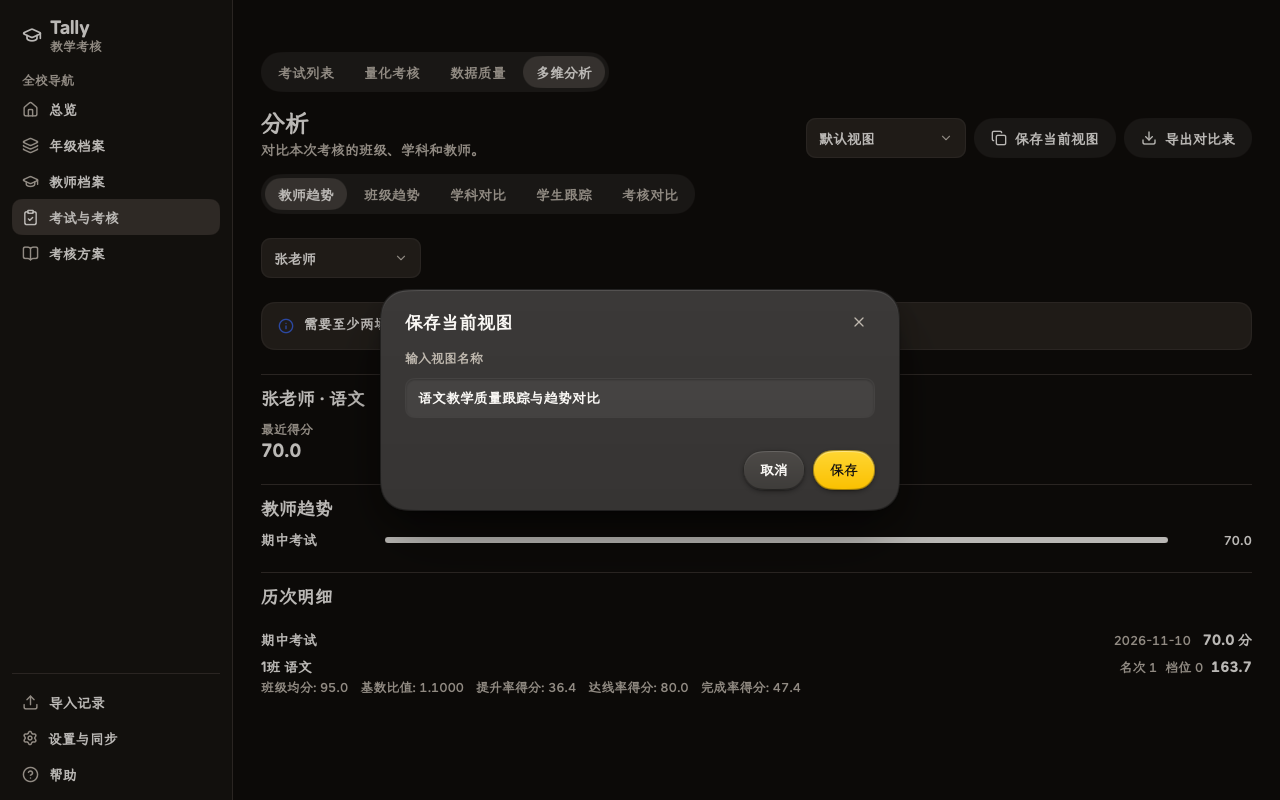 Tally
教学考核
全校导航
总览
年级档案
教师档案
考试与考核
考核方案
导入记录
设置与同步
帮助
考试列表 量化考核 数据质量 多维分析
分析
对比本次考核的班级、学科和教师。
默认视图 保存当前视图 导出对比表
教师趋势 班级趋势 学科对比 学生跟踪 考核对比
张老师
需要至少两
保存当前视图
输入视图名称
语文教学质量跟踪与趋势对比
取消 保存
张老师 · 语文
最近得分
70.0
教师趋势
期中考试 70.0
历次明细
期中考试 2026-11-10 70.0 分
1班 语文 名次 1 档位 0 163.7
班级均分: 95.0 基数比值: 1.1000 提升率得分: 36.4 达线率得分: 80.0 完成率得分: 47.4